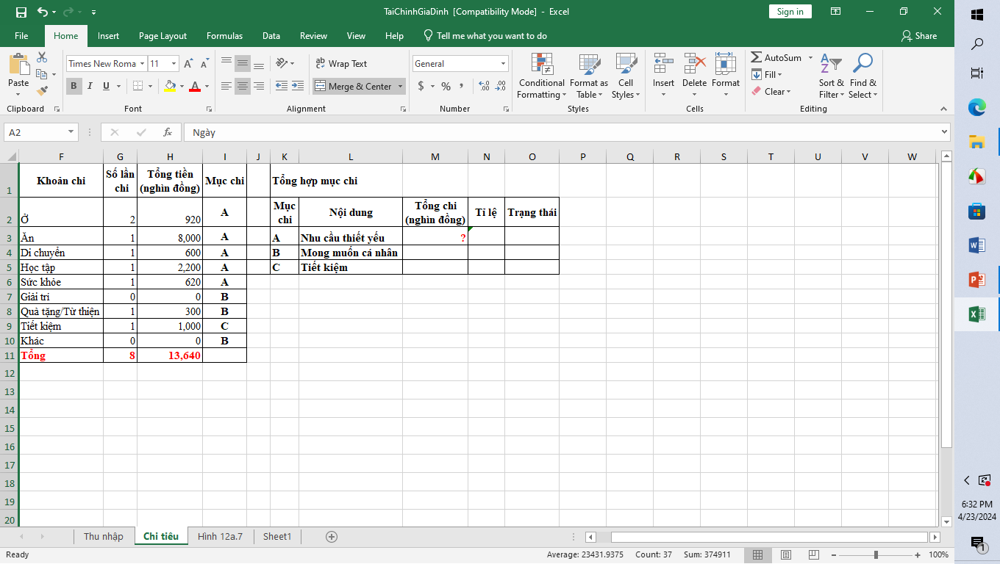 TaiChinhGiaDinh [Compatibility Mode] - Excel
Sign in
File Home Insert Page Layout Formulas Data Review View Help Tell me what you want to do Share
Times New Roma 11 Wrap Text General AutoSum
Paste B I U Merge & Center $ % Conditional Formatting Format as Table Cell Styles Insert Delete Format Fill Clear Sort & Filter Find & Select
Clipboard Font Alignment Number Styles Cells Editing
A2 fx Ngày
F G H I J K L M N O P Q R S T U V W
1 Khoản chi Số lần chi Tổng tiền (nghìn đồng) Mục chi Tổng hợp mục chi
2 Ở 2 920 A Mục chi Nội dung Tổng chi (nghìn đồng) Tỉ lệ Trạng thái
3 Ăn 1 8,000 A A Nhu cầu thiết yếu ?
4 Di chuyển 1 600 A B Mong muốn cá nhân
5 Học tập 1 2,200 A C Tiết kiệm
6 Sức khỏe 1 620 A
7 Giải trí 0 0 B
8 Quà tặng/Từ thiện 1 300 B
9 Tiết kiệm 1 1,000 C
10 Khác 0 0 B
11 Tổng 8 13,640
12
13
14
15
16
17
18
19
20
Thu nhập Chi tiêu Hình 12a.7 Sheet1
Ready Average: 23431.9375 Count: 37 Sum: 374911 100%
6:32 PM
4/23/2024
1